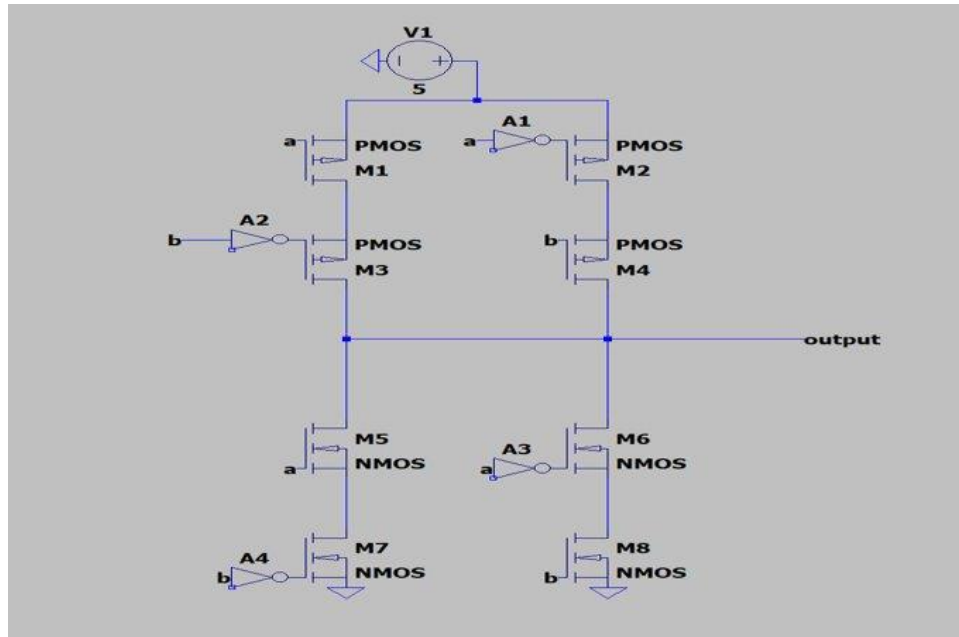 V1
5
a
PMOS
M1
A1
a
PMOS
M2
A2
b
PMOS
M3
b
PMOS
M4
output
M5
NMOS
a
A3
a
M6
NMOS
A4
b
M7
NMOS
b
M8
NMOS